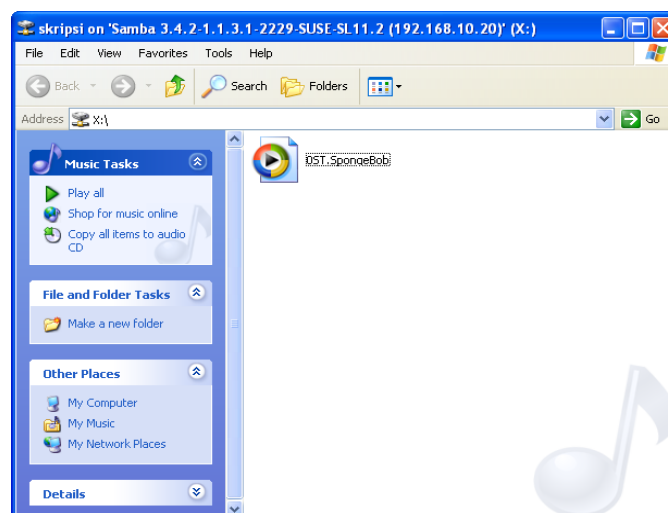 skripsi on 'Samba 3.4.2-1.1.3.1-2229-SUSE-SL11.2 (192.168.10.20)' (X:)
File Edit View Favorites Tools Help
Back Search Folders
Address X:\ Go
Music Tasks
Play all
Shop for music online
Copy all items to audio
CD
File and Folder Tasks
Make a new folder
Other Places
My Computer
My Music
My Network Places
Details
OST.SpongeBob